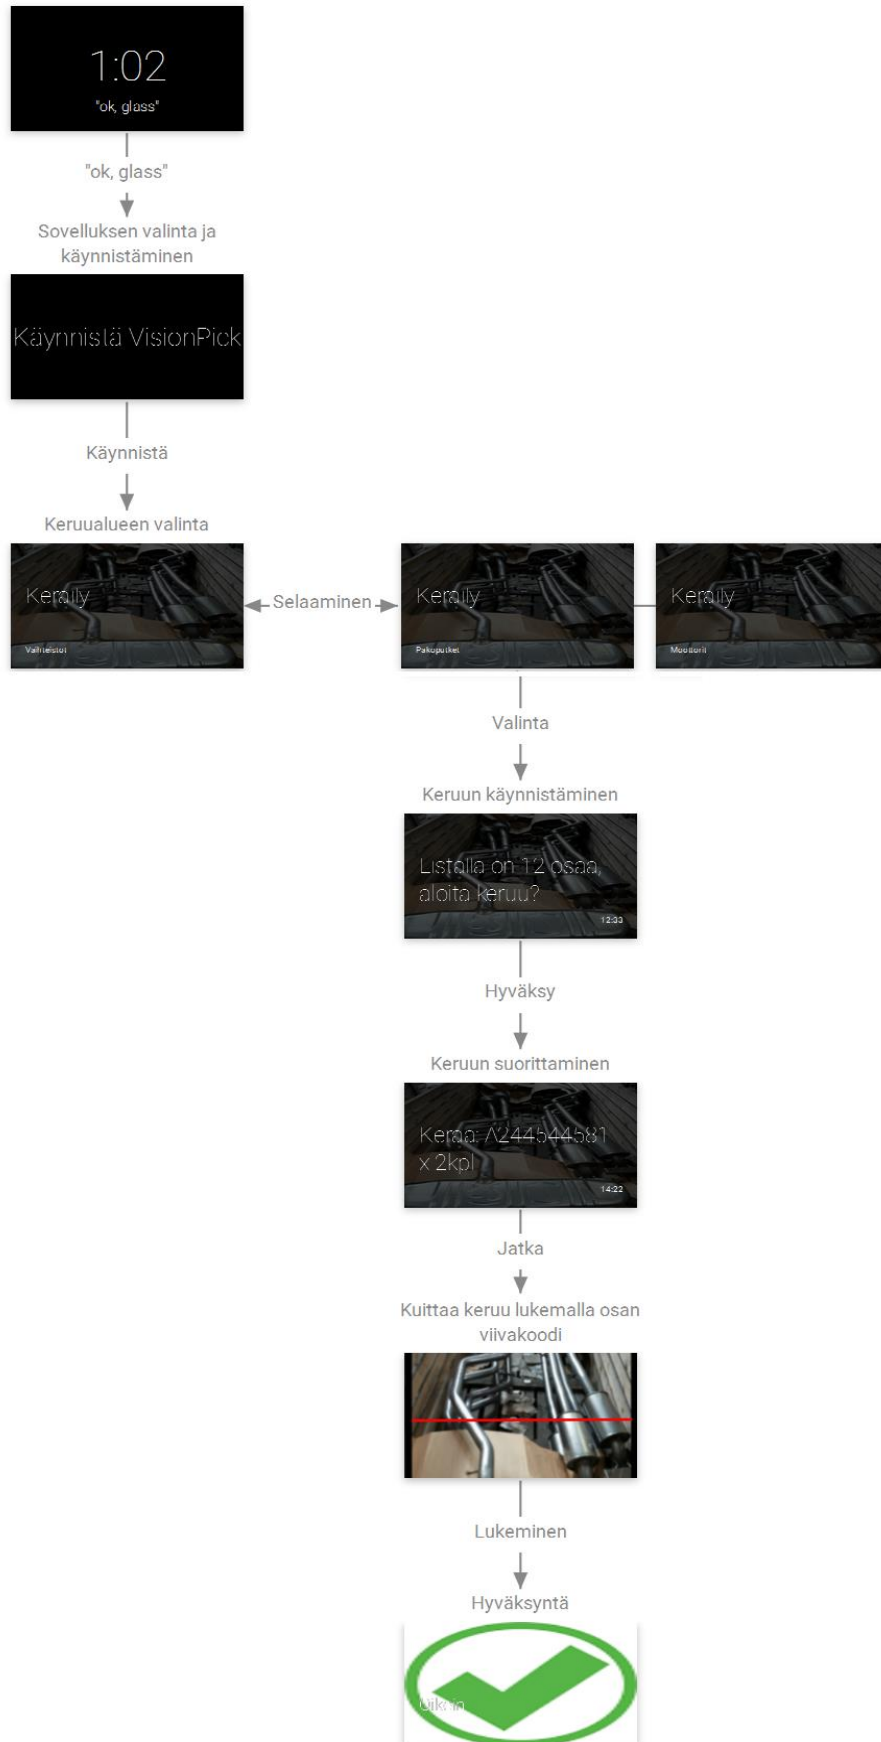 1:02
"ok, glass"
"ok, glass"
Sovelluksen valinta ja
käynnistäminen
Käynnistä VisionPick
Käynnistä
Keruualueen valinta
Keräily
Vaihteistot
Selaaminen
Keräily
Pakoputket
Keräily
Moottorit
Valinta
Keruun käynnistäminen
Listalla on 12 osaa,
aloita keruu?
12:33
Hyväksy
Keruun suorittaminen
Kerää: A244544581
x 2kpl
14:22
Jatka
Kuittaa keruu lukemalla osan
viivakoodi
Lukeminen
Hyväksyntä
Oikein